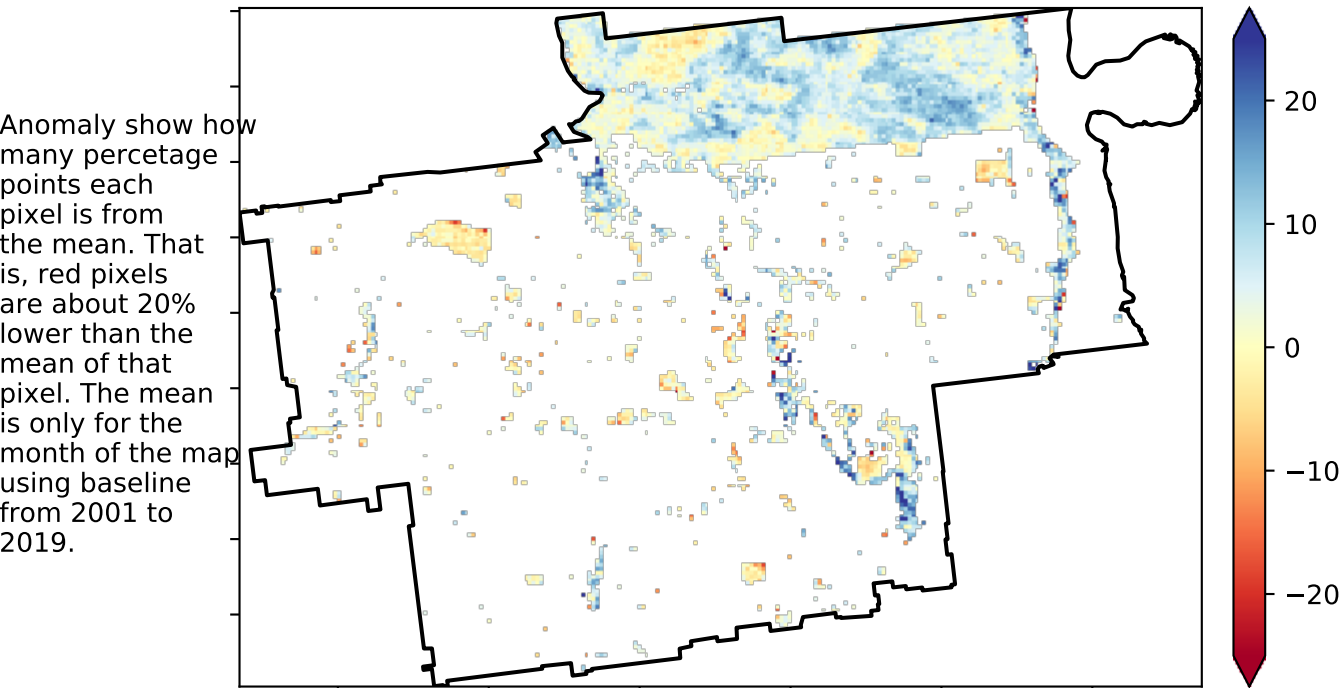 Anomaly show how
many percetage
points each
pixel is from
the mean. That
is, red pixels
are about 20%
lower than the
mean of that
pixel. The mean
is only for the
month of the map
using baseline
from 2001 to
2019.
20
10
0
−10
−20